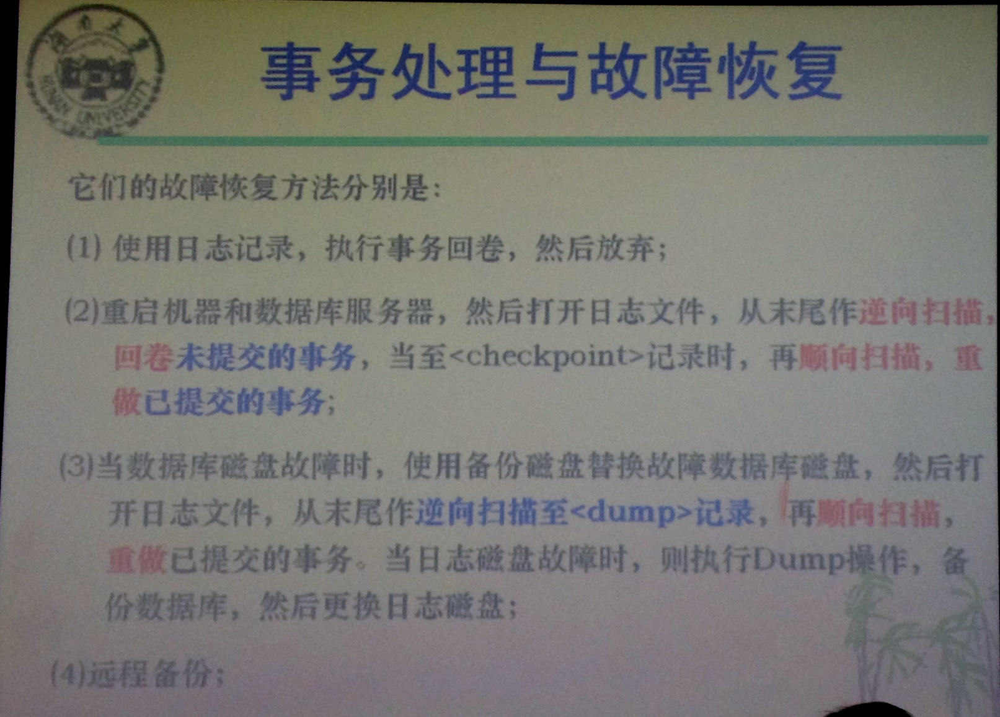 湖南大学
HUNAN UNIVERSITY
事务处理与故障恢复
它们的故障恢复方法分别是：
(1) 使用日志记录，执行事务回卷，然后放弃；
(2)重启机器和数据库服务器，然后打开日志文件，从末尾作逆向扫描，
回卷未提交的事务，当至<checkpoint>记录时，再顺向扫描，重
做已提交的事务；
(3)当数据库磁盘故障时，使用备份磁盘替换故障数据库磁盘，然后打
开日志文件，从末尾作逆向扫描至<dump>记录，再顺向扫描，
重做已提交的事务。当日志磁盘故障时，则执行Dump操作，备
份数据库，然后更换日志磁盘；
(4)远程备份；